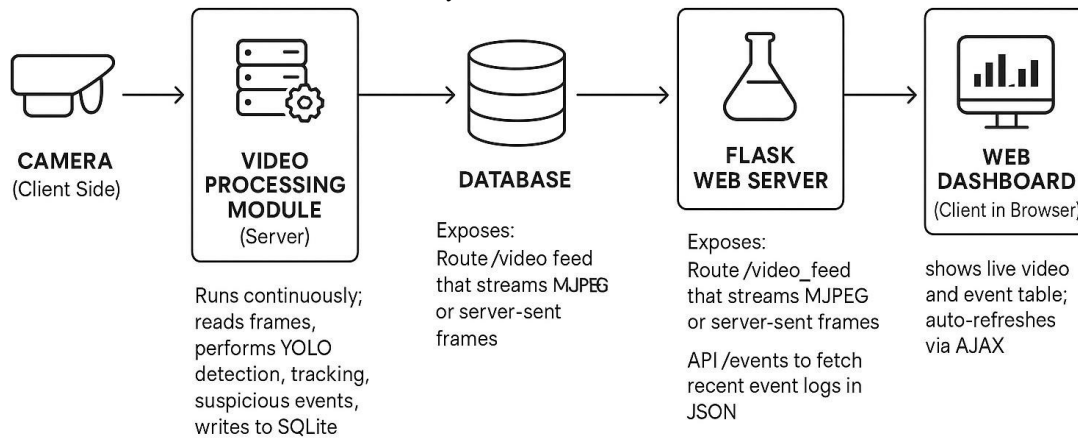 CAMERA
(Client Side)
VIDEO
PROCESSING
MODULE
(Server)
Runs continuously;
reads frames,
performs YOLO
detection, tracking,
suspicious events,
writes to SQLite
DATABASE
Exposes:
Route /video feed
that streams MJPEG
or server-sent
frames
FLASK
WEB SERVER
Exposes:
Route /video_feed
that streams MJPEG
or server-sent frames
API /events to fetch
recent event logs in
JSON
WEB
DASHBOARD
(Client in Browser)
shows live video
and event table;
auto-refreshes
via AJAX